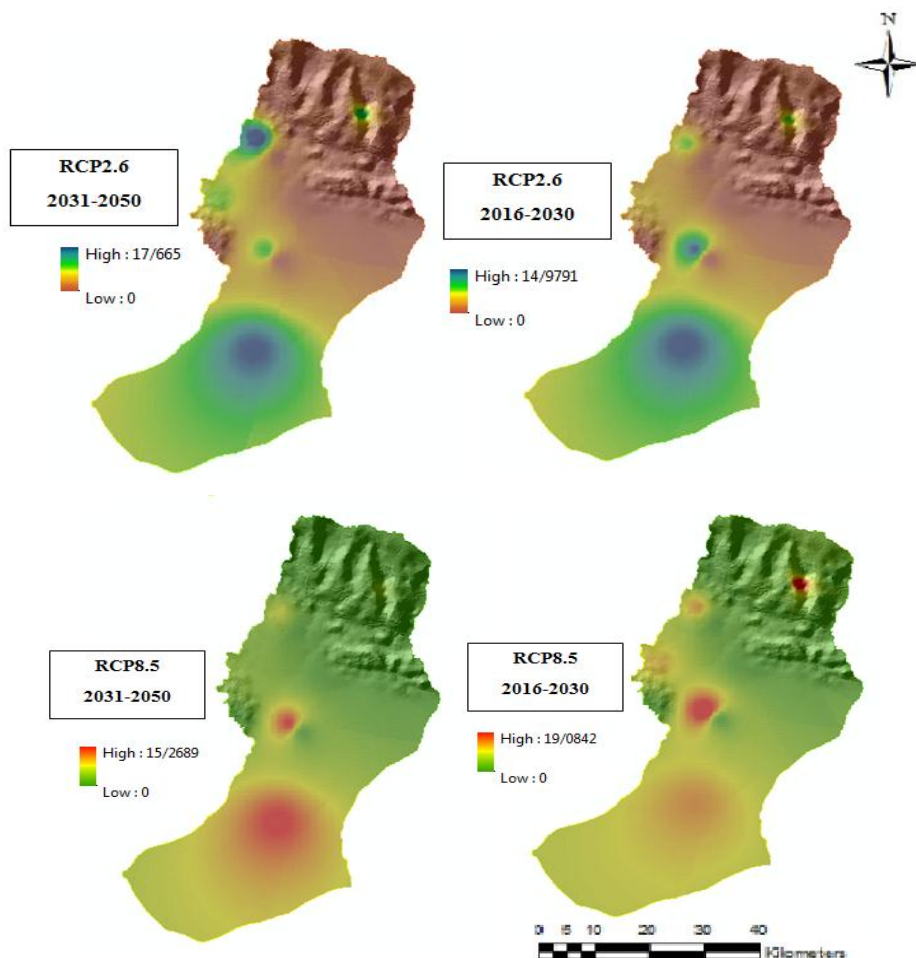 N
RCP2.6
2031-2050
High : 17/665
Low : 0
RCP2.6
2016-2030
High : 14/9791
Low : 0
RCP8.5
2031-2050
High : 15/2689
Low : 0
RCP8.5
2016-2030
High : 19/0842
Low : 0
0 5 10 20 30 40
Kilometers